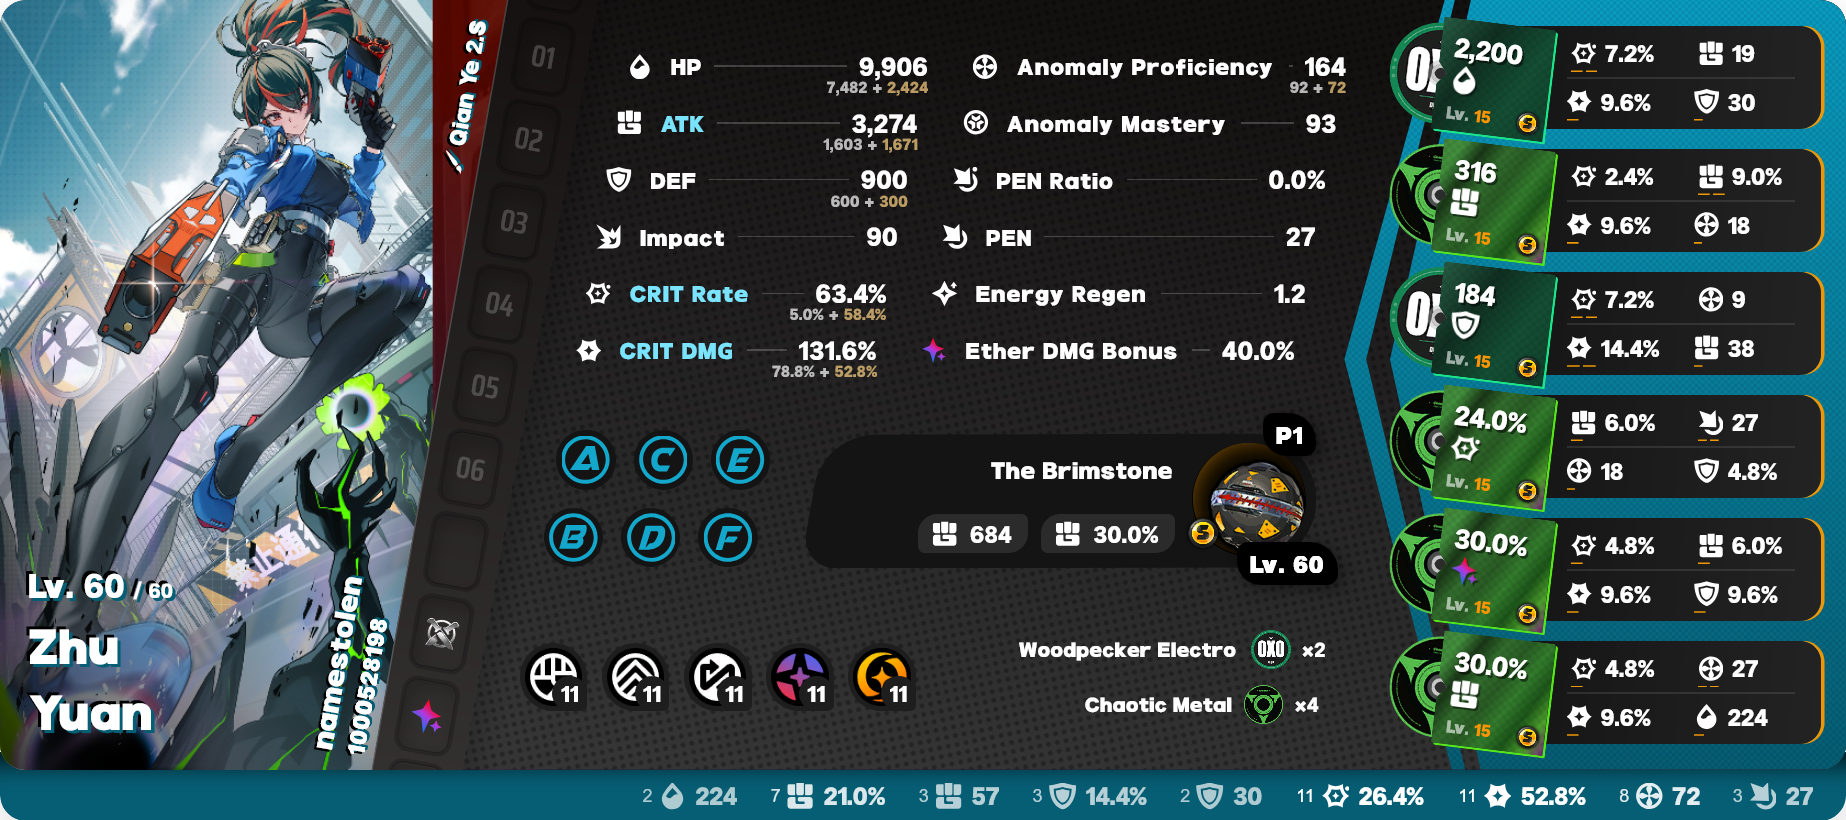 Qian Ye 2.S
Lv. 60 / 60
Zhu
Yuan
namestolen
1000528198
01
02
03
04
05
06
HP 9,906
7,482 + 2,424
ATK 3,274
1,603 + 1,671
DEF 900
600 + 300
Impact 90
CRIT Rate 63.4%
5.0% + 58.4%
CRIT DMG 131.6%
78.8% + 52.8%
Anomaly Proficiency 164
92 + 72
Anomaly Mastery 93
PEN Ratio 0.0%
PEN 27
Energy Regen 1.2
Ether DMG Bonus 40.0%
A C E
B D F
P1
The Brimstone
684 30.0%
S
Lv. 60
11 11 11 11 11
Woodpecker Electro OXO ×2
Chaotic Metal ×4
2,200
Lv. 15 S
7.2% 19
9.6% 30
316
Lv. 15 S
2.4% 9.0%
9.6% 18
184
Lv. 15 S
7.2% 9
14.4% 38
24.0%
Lv. 15 S
6.0% 27
18 4.8%
30.0%
Lv. 15 S
4.8% 6.0%
9.6% 9.6%
30.0%
Lv. 15 S
4.8% 27
9.6% 224
2 224 7 21.0% 3 57 3 14.4% 2 30 11 26.4% 11 52.8% 8 72 3 27